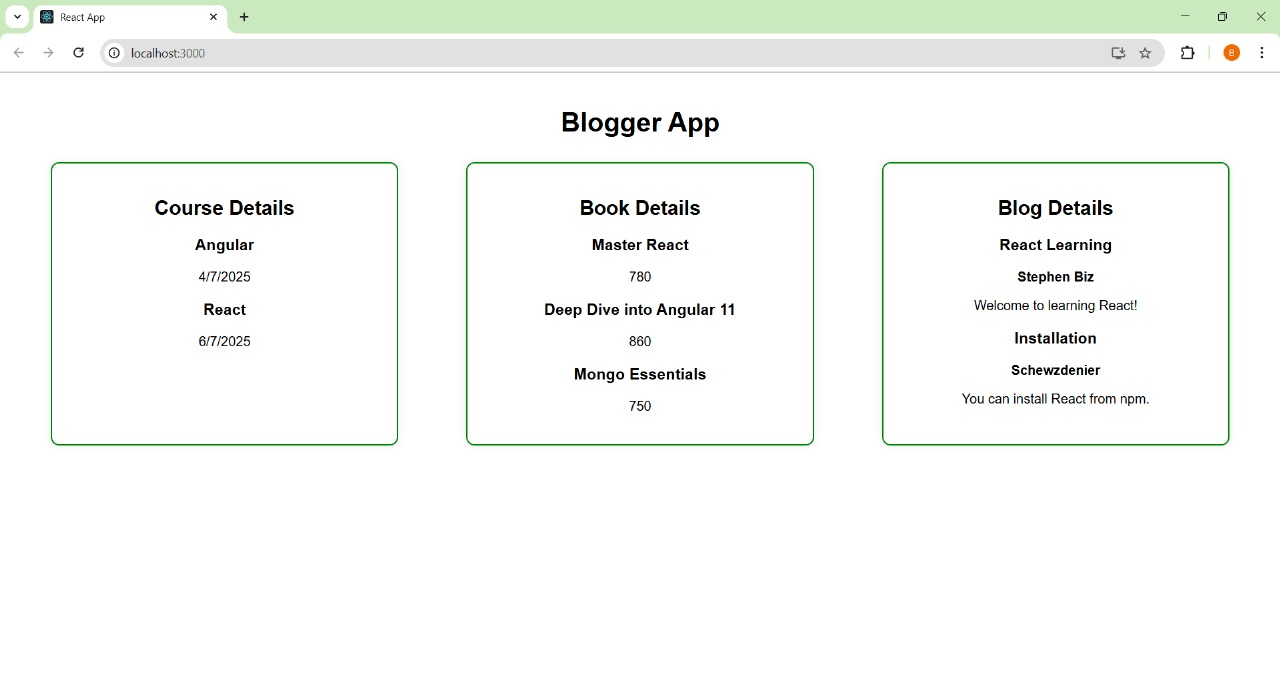 React App
localhost:3000
B
Blogger App
Course Details
Angular
4/7/2025
React
6/7/2025
Book Details
Master React
780
Deep Dive into Angular 11
860
Mongo Essentials
750
Blog Details
React Learning
Stephen Biz
Welcome to learning React!
Installation
Schewzdenier
You can install React from npm.